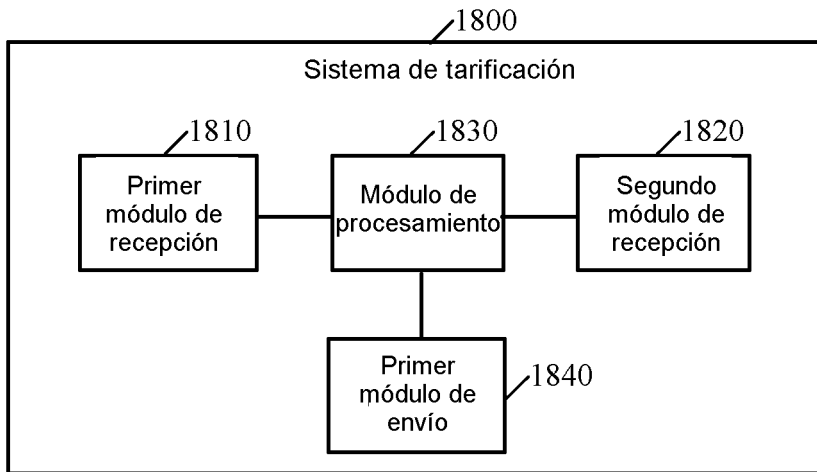 1800
Sistema de tarificación
1810
1830
1820
Primer
módulo de
recepción
Módulo de
procesamiento
Segundo
módulo de
recepción
Primer
módulo de
envío
1840